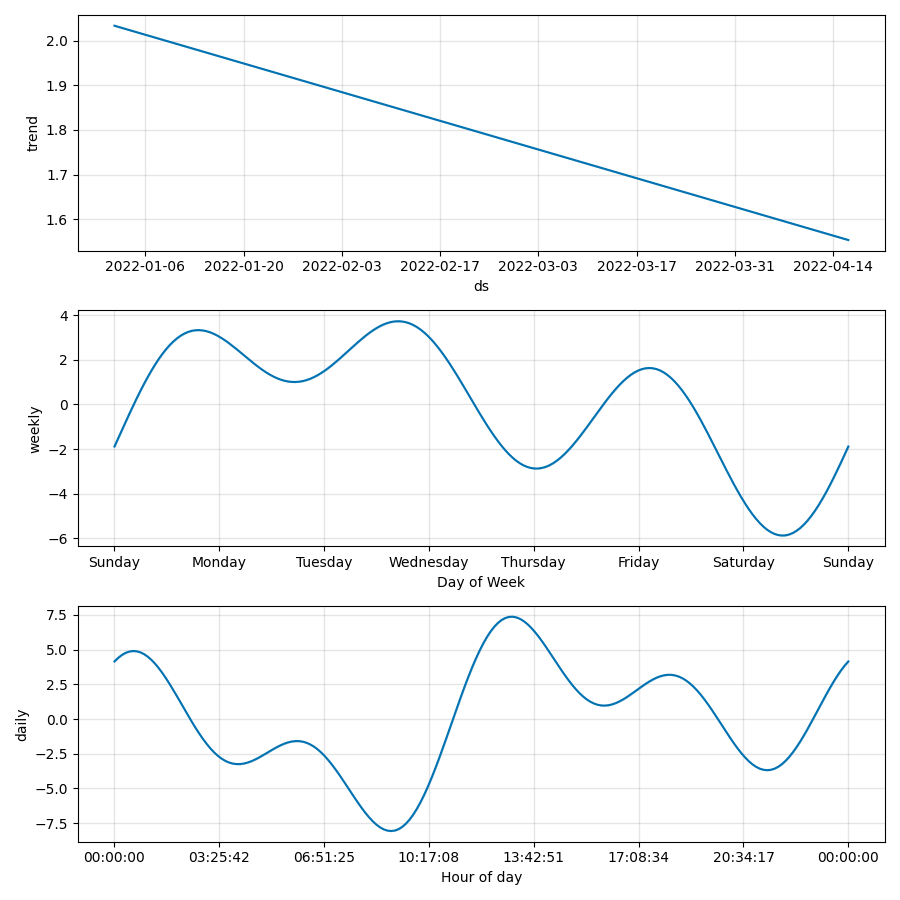 2.0
1.9
1.8
1.7
1.6
trend
2022-01-06 2022-01-20 2022-02-03 2022-02-17 2022-03-03 2022-03-17 2022-03-31 2022-04-14
ds
4
2
0
−2
−4
−6
weekly
Sunday Monday Tuesday Wednesday Thursday Friday Saturday Sunday
Day of Week
7.5
5.0
2.5
0.0
−2.5
−5.0
−7.5
daily
00:00:00 03:25:42 06:51:25 10:17:08 13:42:51 17:08:34 20:34:17 00:00:00
Hour of day